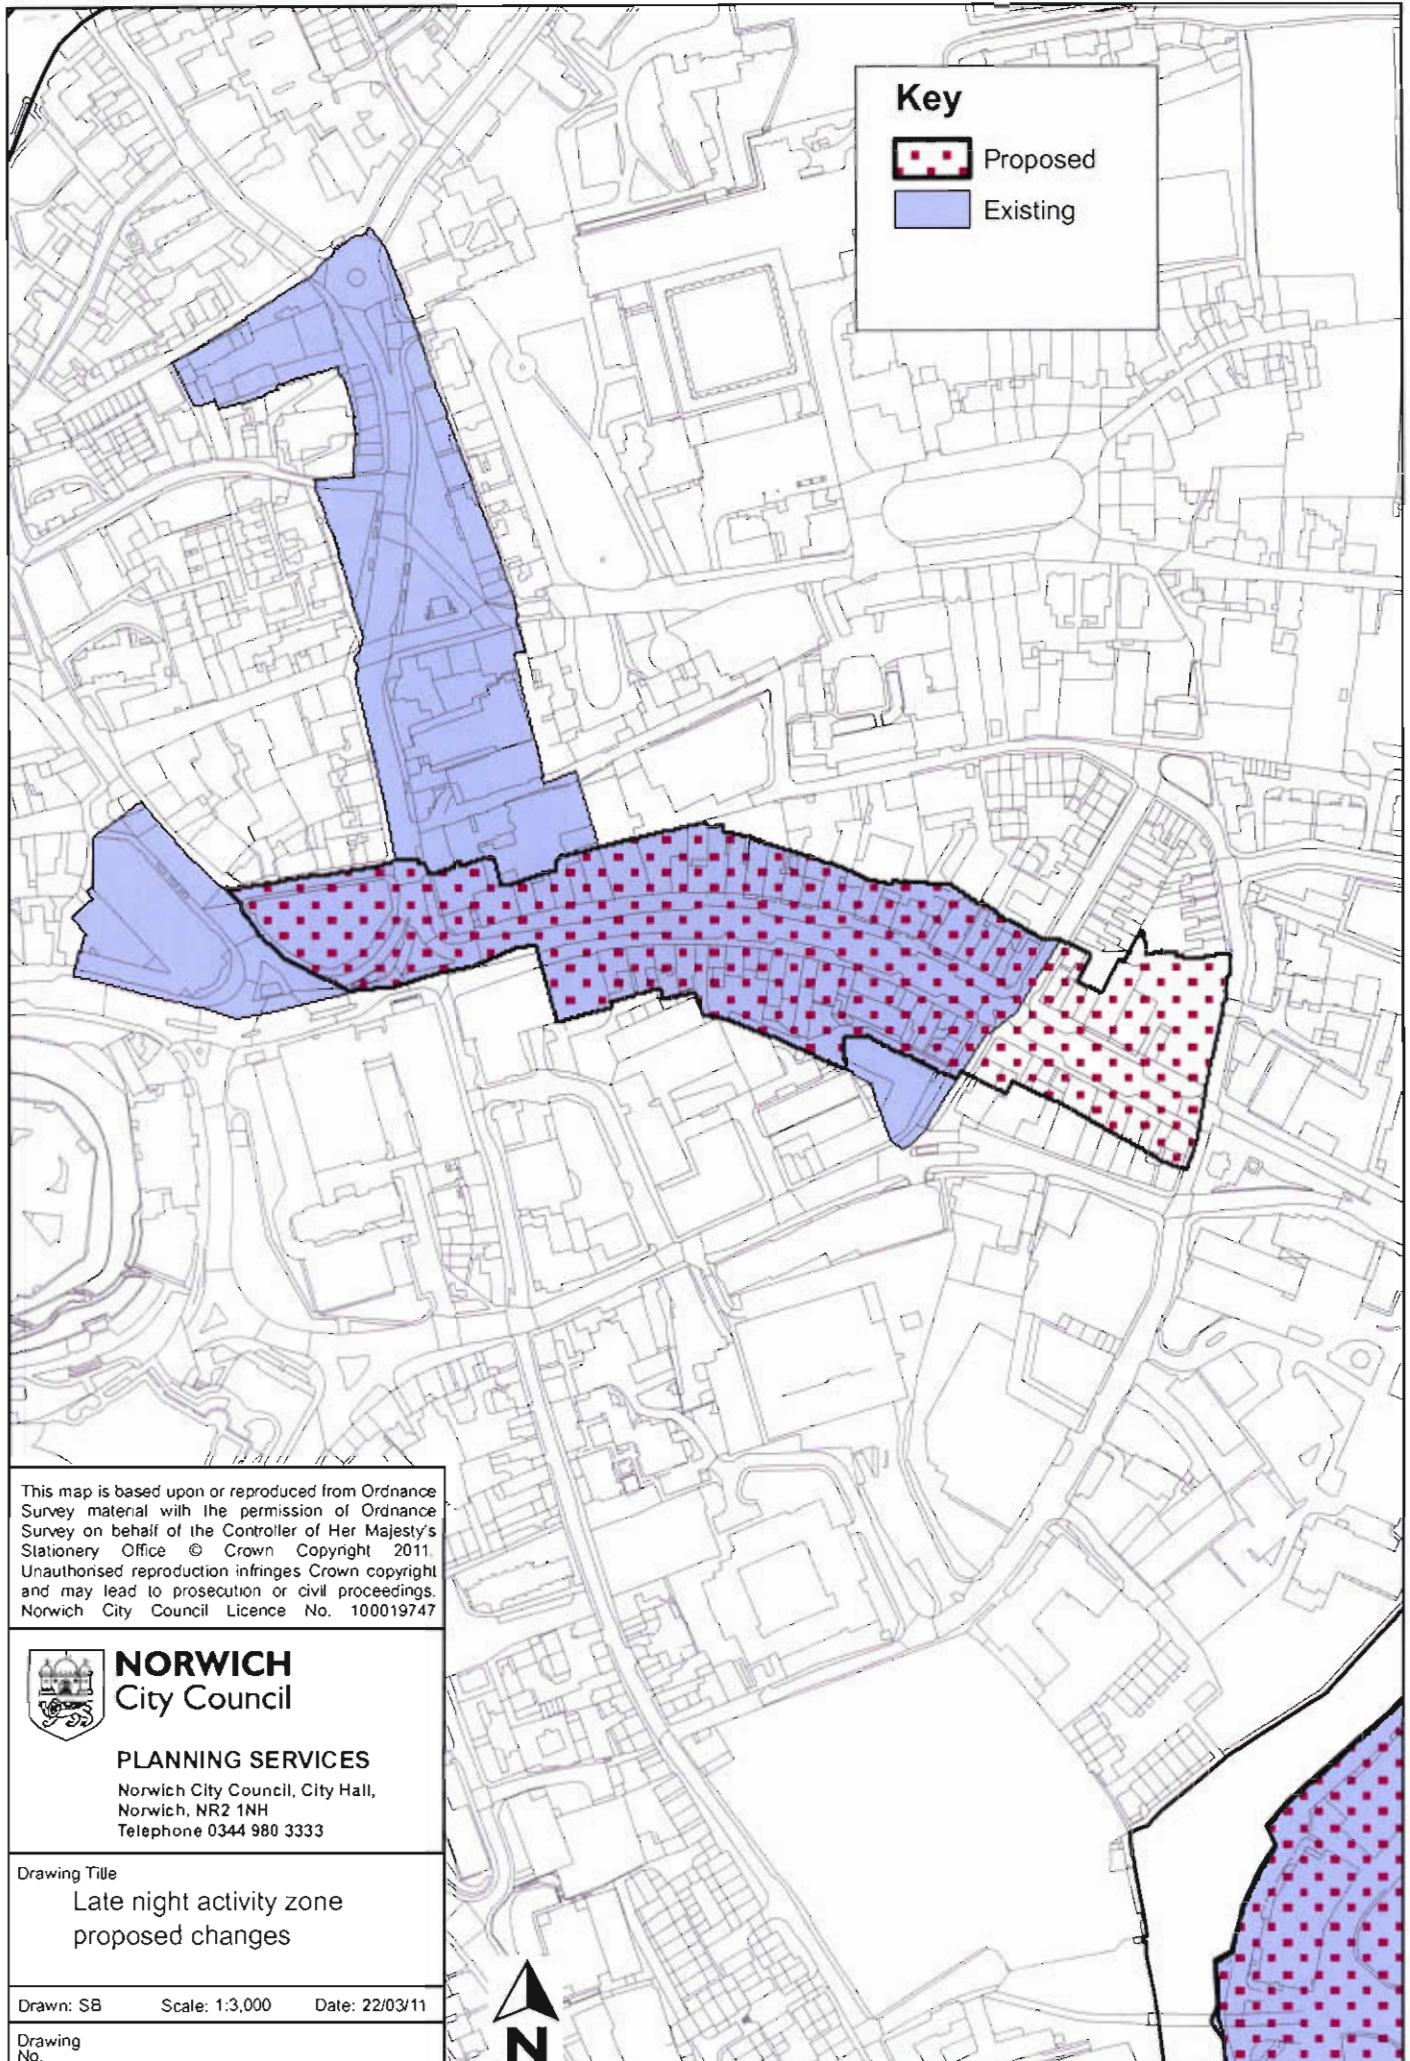 Key
Proposed
Existing
This map is based upon or reproduced from Ordnance
Survey material with the permission of Ordnance
Survey on behalf of the Controller of Her Majesty's
Stationery Office © Crown Copyright 2011.
Unauthorised reproduction infringes Crown copyright
and may lead to prosecution or civil proceedings.
Norwich City Council Licence No. 100019747
NORWICH
City Council
PLANNING SERVICES
Norwich City Council, City Hall,
Norwich, NR2 1NH
Telephone 0344 980 3333
Drawing Title
Late night activity zone
proposed changes
Drawn: SB Scale: 1:3,000 Date: 22/03/11
Drawing
No.
N